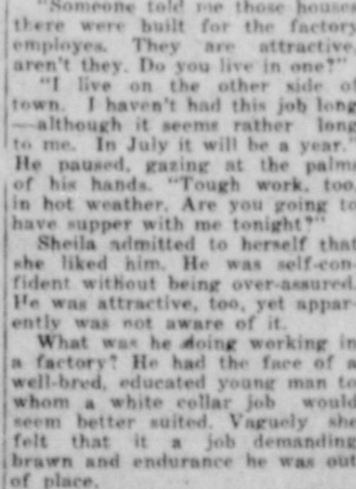 "Someone told me those houses
there were built for the factory
employes. They are attractive
aren't they. Do you live in one?"
"I live on the other side of
town. I haven't had this job long
—although it seems rather long
to me. In July it will be a year."
He paused, gazing at the palms
of his hands. "Tough work, too,
in hot weather. Are you going to
have supper with me tonight?"
Sheila admitted to herself that
she liked him. He was self-con-
fident without being over-assured.
He was attractive, too, yet appar-
ently was not aware of it.
What was he doing working in
a factory? He had the face of a
well-bred, educated young man to
whom a white collar job would
seem better suited. Vaguely she
felt that it a job demanding
brawn and endurance he was out
of place.